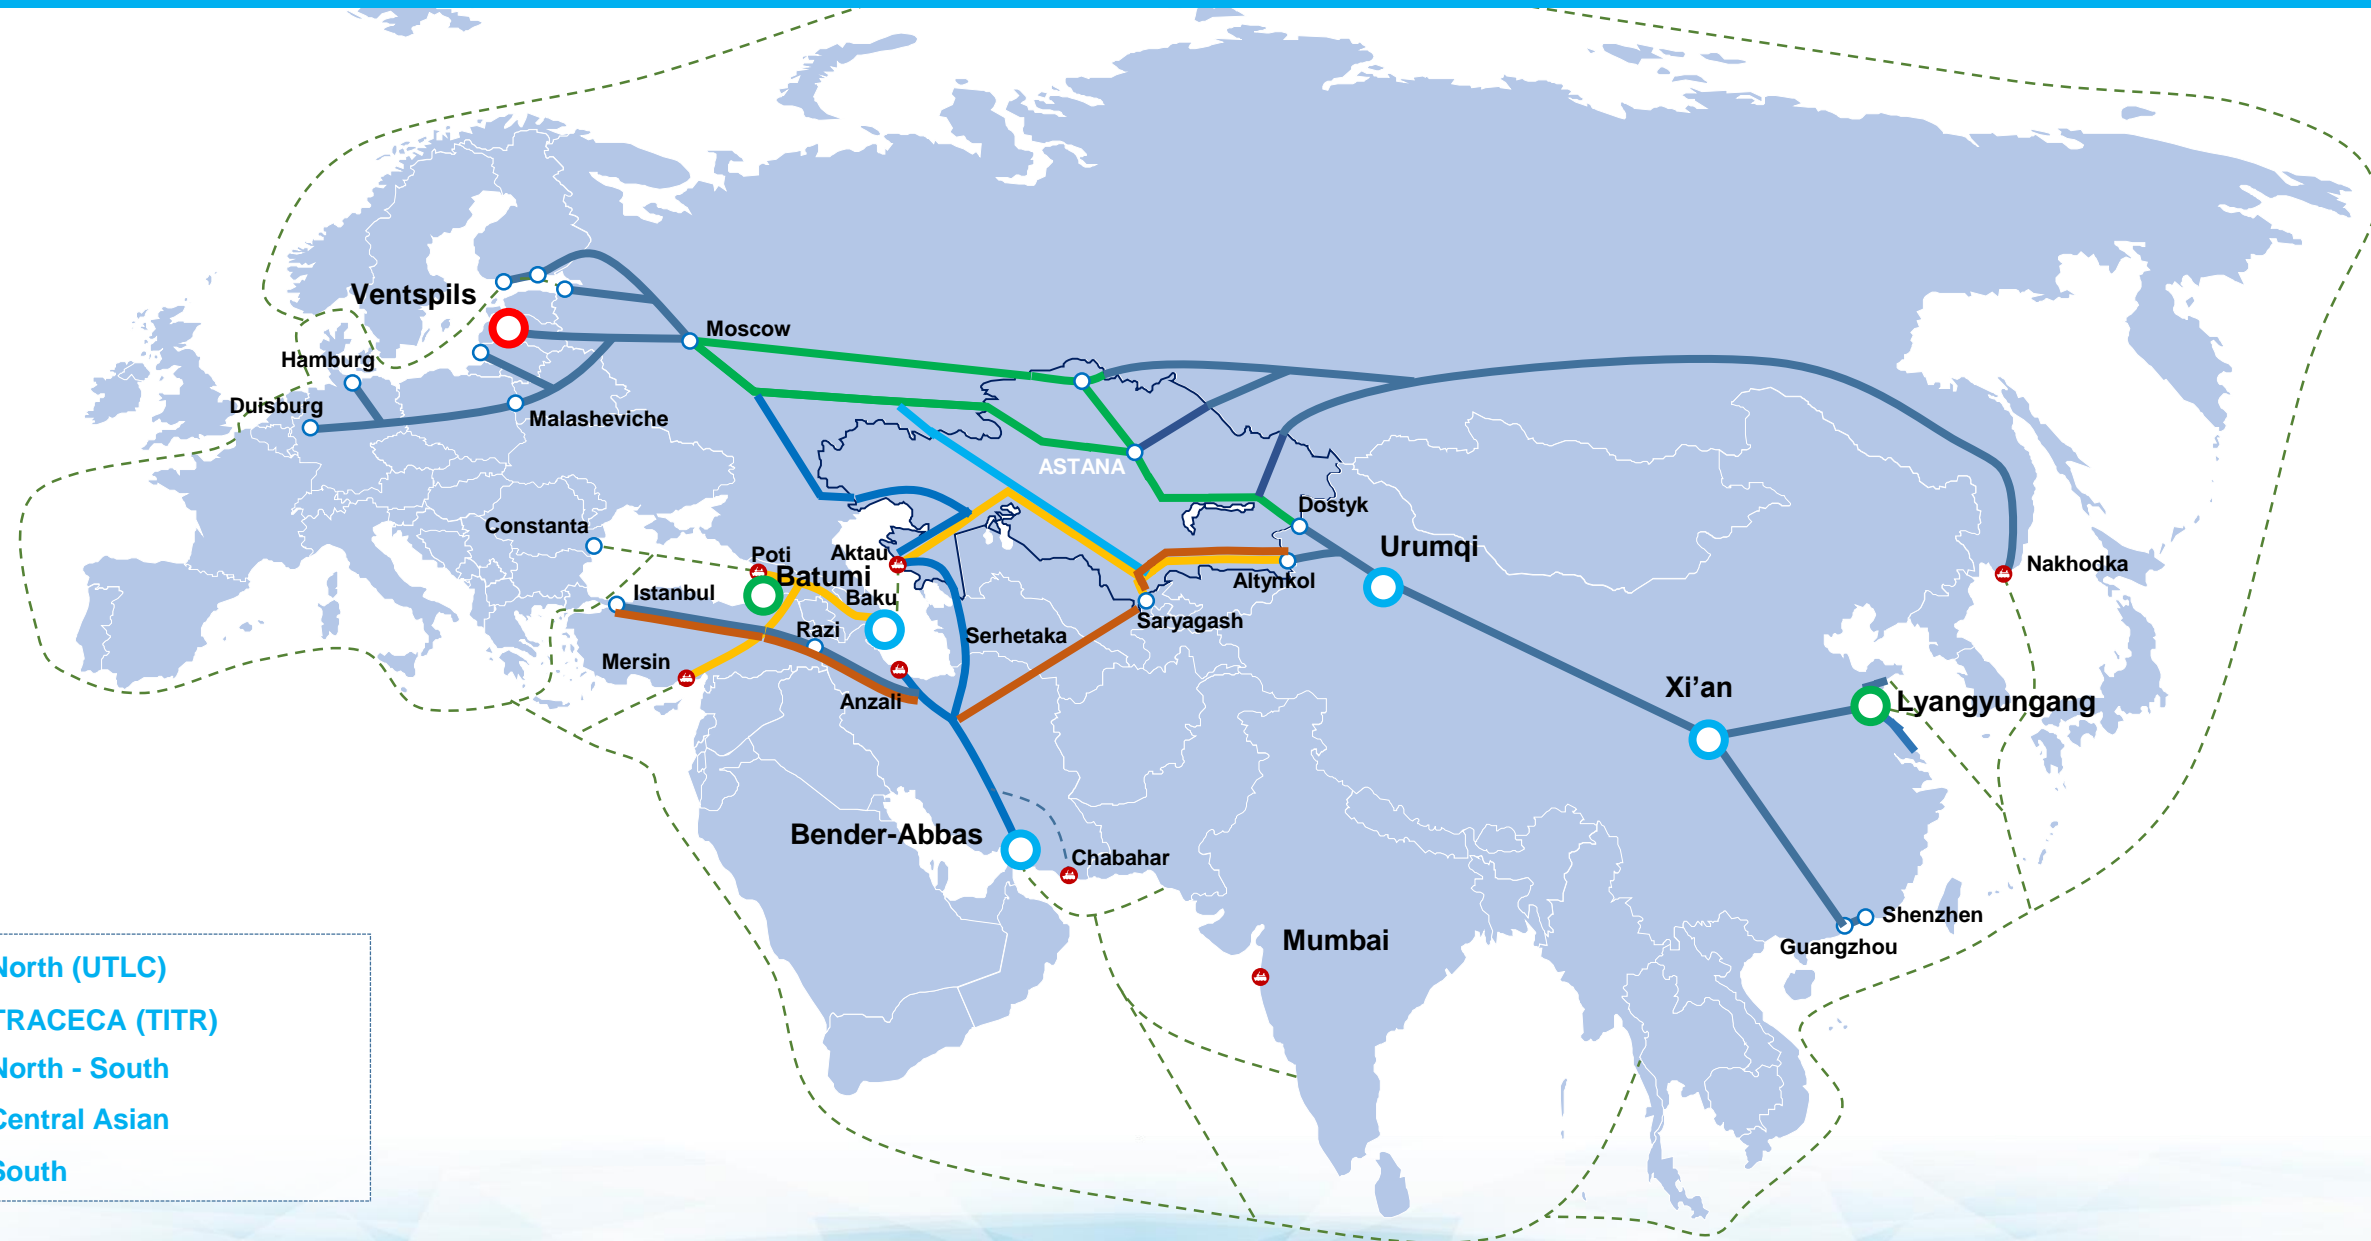 Ventspils
Moscow
Hamburg
Duisburg
Malasheviche
ASTANA
Dostyk
Constanta
Urumqi
Poti
Aktau
Batumi
Nakhodka
Altynkol
Istanbul
Baku
Saryagash
Razi
Serhetaka
Mersin
Xi’an
Anzali
Lyangyungang
Bender-Abbas
Chabahar
Shenzhen
Mumbai
Guangzhou
North (UTLC)
TRACECA (TITR)
North - South
Central Asian
South